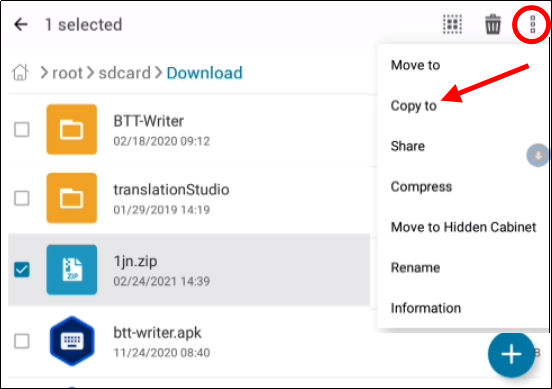 1 selected
root > sdcard > Download
Move to
Copy to
Share
Compress
Move to Hidden Cabinet
Rename
Information
BTT-Writer
02/18/2020 09:12
translationStudio
01/29/2019 14:19
1jn.zip
ZIP
02/24/2021 14:39
btt-writer.apk
11/24/2020 08:40
B